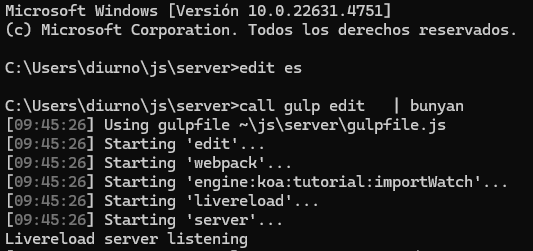 Microsoft Windows [Versión 10.0.22631.4751]
(c) Microsoft Corporation. Todos los derechos reservados.
C:\Users\diurno\js\server>edit es
C:\Users\diurno\js\server>call gulp edit   | bunyan
[09:45:26] Using gulpfile ~\js\server\gulpfile.js
[09:45:26] Starting 'edit'...
[09:45:26] Starting 'webpack'...
[09:45:26] Starting 'engine:koa:tutorial:importWatch'...
[09:45:26] Starting 'livereload'...
[09:45:26] Starting 'server'...
Livereload server listening